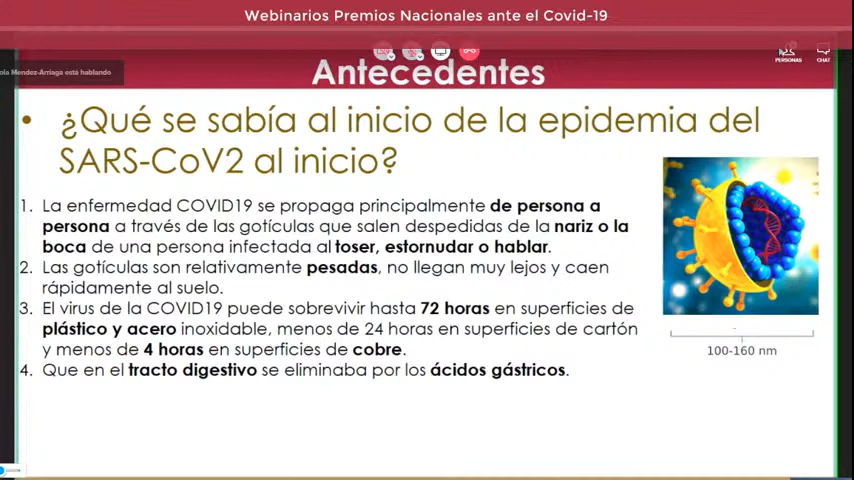 Webinarios Premios Nacionales ante el Covid-19
Mendez-Arriaga está hablando
PERSONAS
CHAT
Antecedentes
• ¿Qué se sabía al inicio de la epidemia del
SARS-CoV2 al inicio?
1. La enfermedad COVID19 se propaga principalmente de persona a
persona a través de las gotículas que salen despedidas de la nariz o la
boca de una persona infectada al toser, estornudar o hablar.
2. Las gotículas son relativamente pesadas, no llegan muy lejos y caen
rápidamente al suelo.
3. El virus de la COVID19 puede sobrevivir hasta 72 horas en superficies de
plástico y acero inoxidable, menos de 24 horas en superficies de cartón
y menos de 4 horas en superficies de cobre.
4. Que en el tracto digestivo se eliminaba por los ácidos gástricos.
100-160 nm